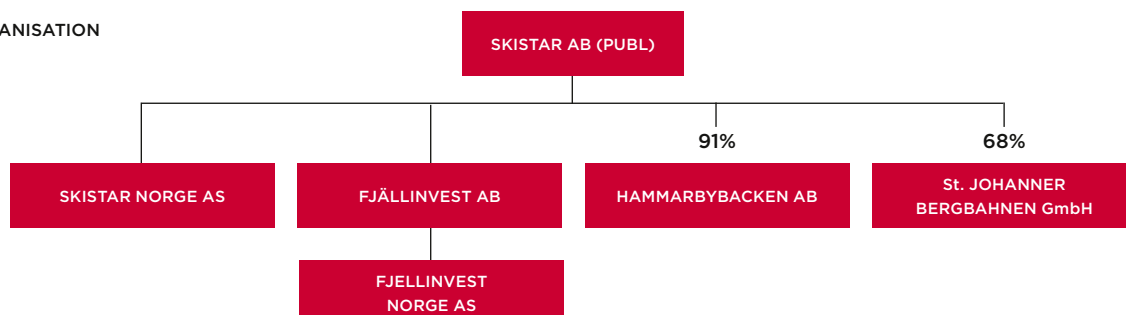 ANISATION
SKISTAR AB (PUBL)
91%
68%
SKISTAR NORGE AS
FJÄLLINVEST AB
HAMMARBYBACKEN AB
St. JOHANNER
BERGBAHNEN GmbH
FJELLINVEST
NORGE AS